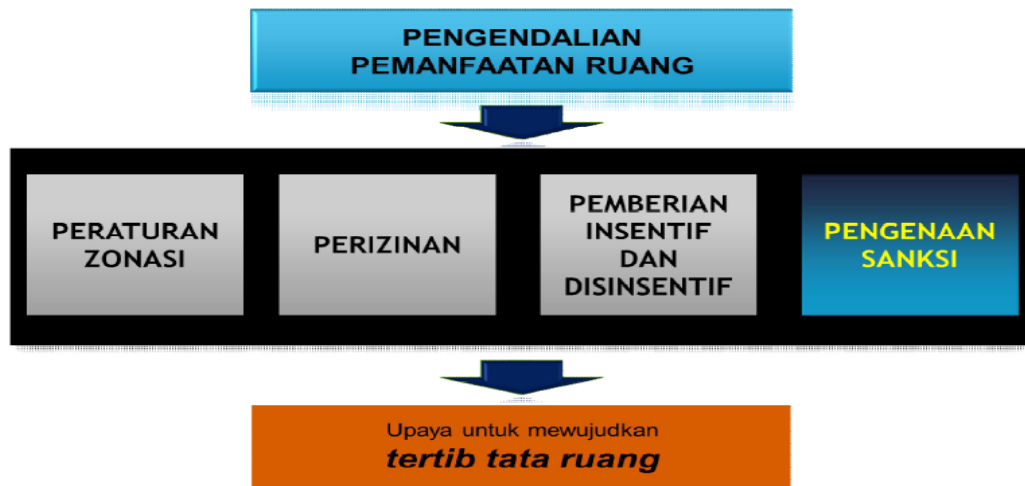 PENGENDALIAN
PEMANFAATAN RUANG
PERATURAN
ZONASI
PERIZINAN
PEMBERIAN
INSENTIF
DAN
DISINSENTIF
PENGENAAN
SANKSI
Upaya untuk mewujudkan
tertib tata ruang